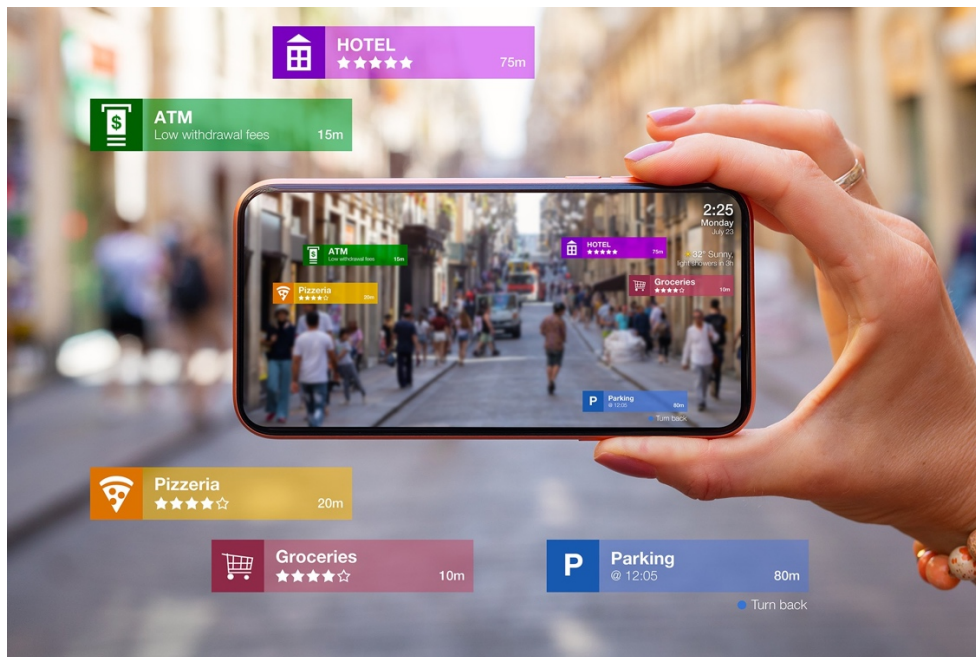 HOTEL
75m
$
ATM
Low withdrawal fees
15m
2:25
Monday
July 23
32° Sunny,
light showers in 3h
HOTEL
75m
$
ATM
Low withdrawal fees
15m
Groceries
10m
Pizzeria
20m
P
Parking
@ 12:05
80m
Turn back
Pizzeria
20m
Groceries
10m
P
Parking
@ 12:05
80m
Turn back